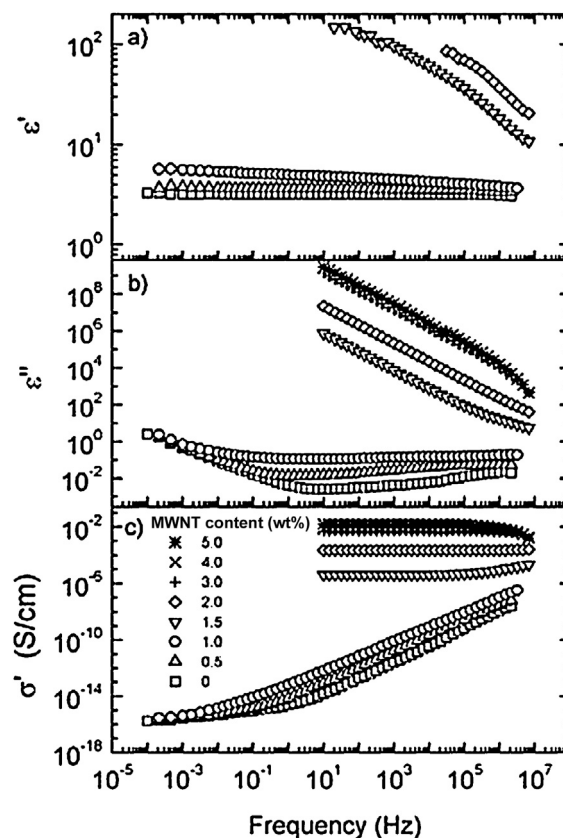 a)
10²
10¹
10⁰
ε'
b)
10⁸
10⁶
10⁴
10²
10⁰
10⁻²
ε''
c)
MWNT content (wt%)
5.0
4.0
3.0
2.0
1.5
1.0
0.5
0
10⁻²
10⁻⁵
10⁻¹⁰
10⁻¹⁴
10⁻¹⁸
σ' (S/cm)
10⁻⁵ 10⁻³ 10⁻¹ 10¹ 10³ 10⁵ 10⁷
Frequency (Hz)